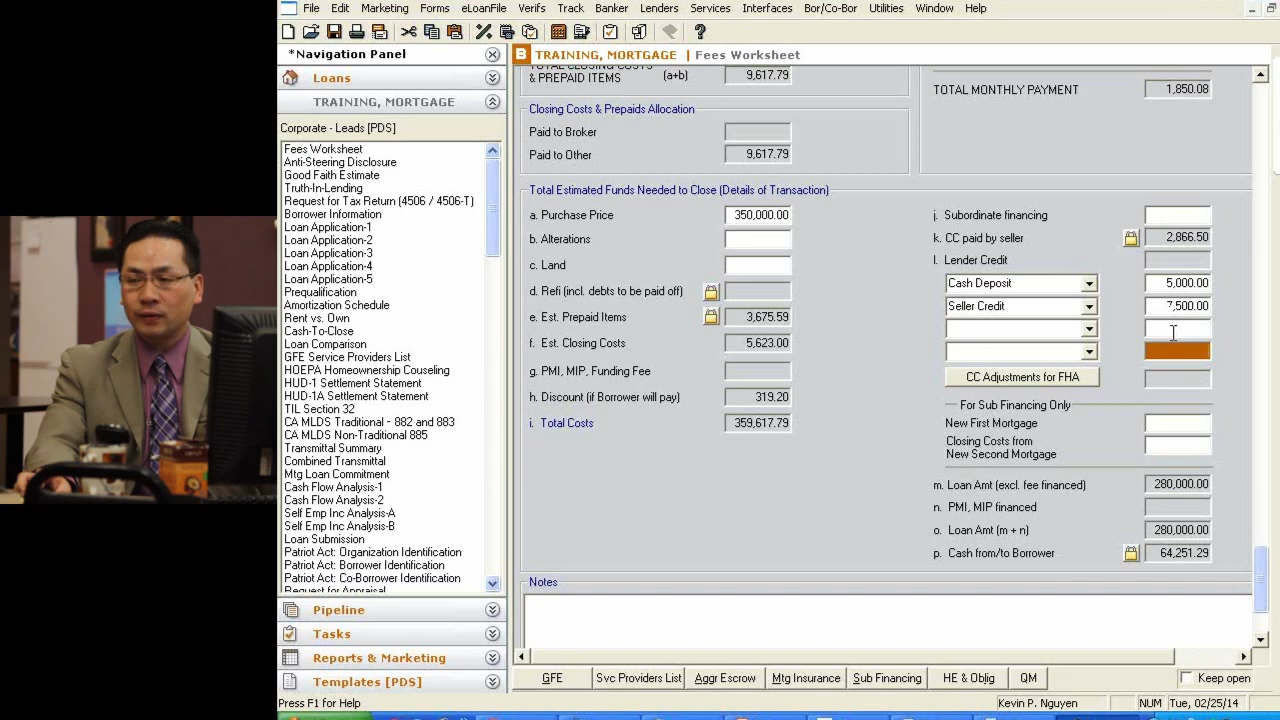 File Edit Marketing Forms eLoanFile Verifs Track Banker Lenders Services Interfaces Bor/Co-Bor Utilities Window Help
*Navigation Panel
Loans
TRAINING, MORTGAGE
Corporate - Leads [PDS]
Fees Worksheet
Anti-Steering Disclosure
Good Faith Estimate
Truth-In-Lending
Request for Tax Return (4506 / 4506-T)
Borrower Information
Loan Application-1
Loan Application-2
Loan Application-3
Loan Application-4
Loan Application-5
Prequalification
Amortization Schedule
Rent vs. Own
Cash-To-Close
Loan Comparison
GFE Service Providers List
HOEPA Homeownership Couseling
HUD-1 Settlement Statement
HUD-1A Settlement Statement
TIL Section 32
CA MLDS Traditional - 882 and 883
CA MLDS Non-Traditional 885
Transmittal Summary
Combined Transmittal
Mtg Loan Commitment
Cash Flow Analysis-1
Cash Flow Analysis-2
Self Emp Inc Analysis-A
Self Emp Inc Analysis-B
Loan Submission
Patriot Act: Organization Identification
Patriot Act: Borrower Identification
Patriot Act: Co-Borrower Identification
Request for Appraisal
Pipeline
Tasks
Reports & Marketing
Templates [PDS]
B TRAINING, MORTGAGE | Fees Worksheet
TOTAL CLOSING COSTS
& PREPAID ITEMS (a+b) 9,617.79
TOTAL MONTHLY PAYMENT 1,850.08
Closing Costs & Prepaids Allocation
Paid to Broker
Paid to Other 9,617.79
Total Estimated Funds Needed to Close (Details of Transaction)
a. Purchase Price 350,000.00
b. Alterations
c. Land
d. Refi (incl. debts to be paid off)
e. Est. Prepaid Items 3,675.59
f. Est. Closing Costs 5,623.00
g. PMI, MIP, Funding Fee
h. Discount (if Borrower will pay) 319.20
i. Total Costs 359,617.79
j. Subordinate financing
k. CC paid by seller 2,866.50
l. Lender Credit
Cash Deposit 5,000.00
Seller Credit 7,500.00
CC Adjustments for FHA
For Sub Financing Only
New First Mortgage
Closing Costs from
New Second Mortgage
m. Loan Amt (excl. fee financed) 280,000.00
n. PMI, MIP financed
o. Loan Amt (m + n) 280,000.00
p. Cash from/to Borrower 64,251.29
Notes
GFE Svc Providers List Aggr Escrow Mtg Insurance Sub Financing HE & Oblig QM Keep open
Press F1 for Help Kevin P. Nguyen NUM Tue, 02/25/14